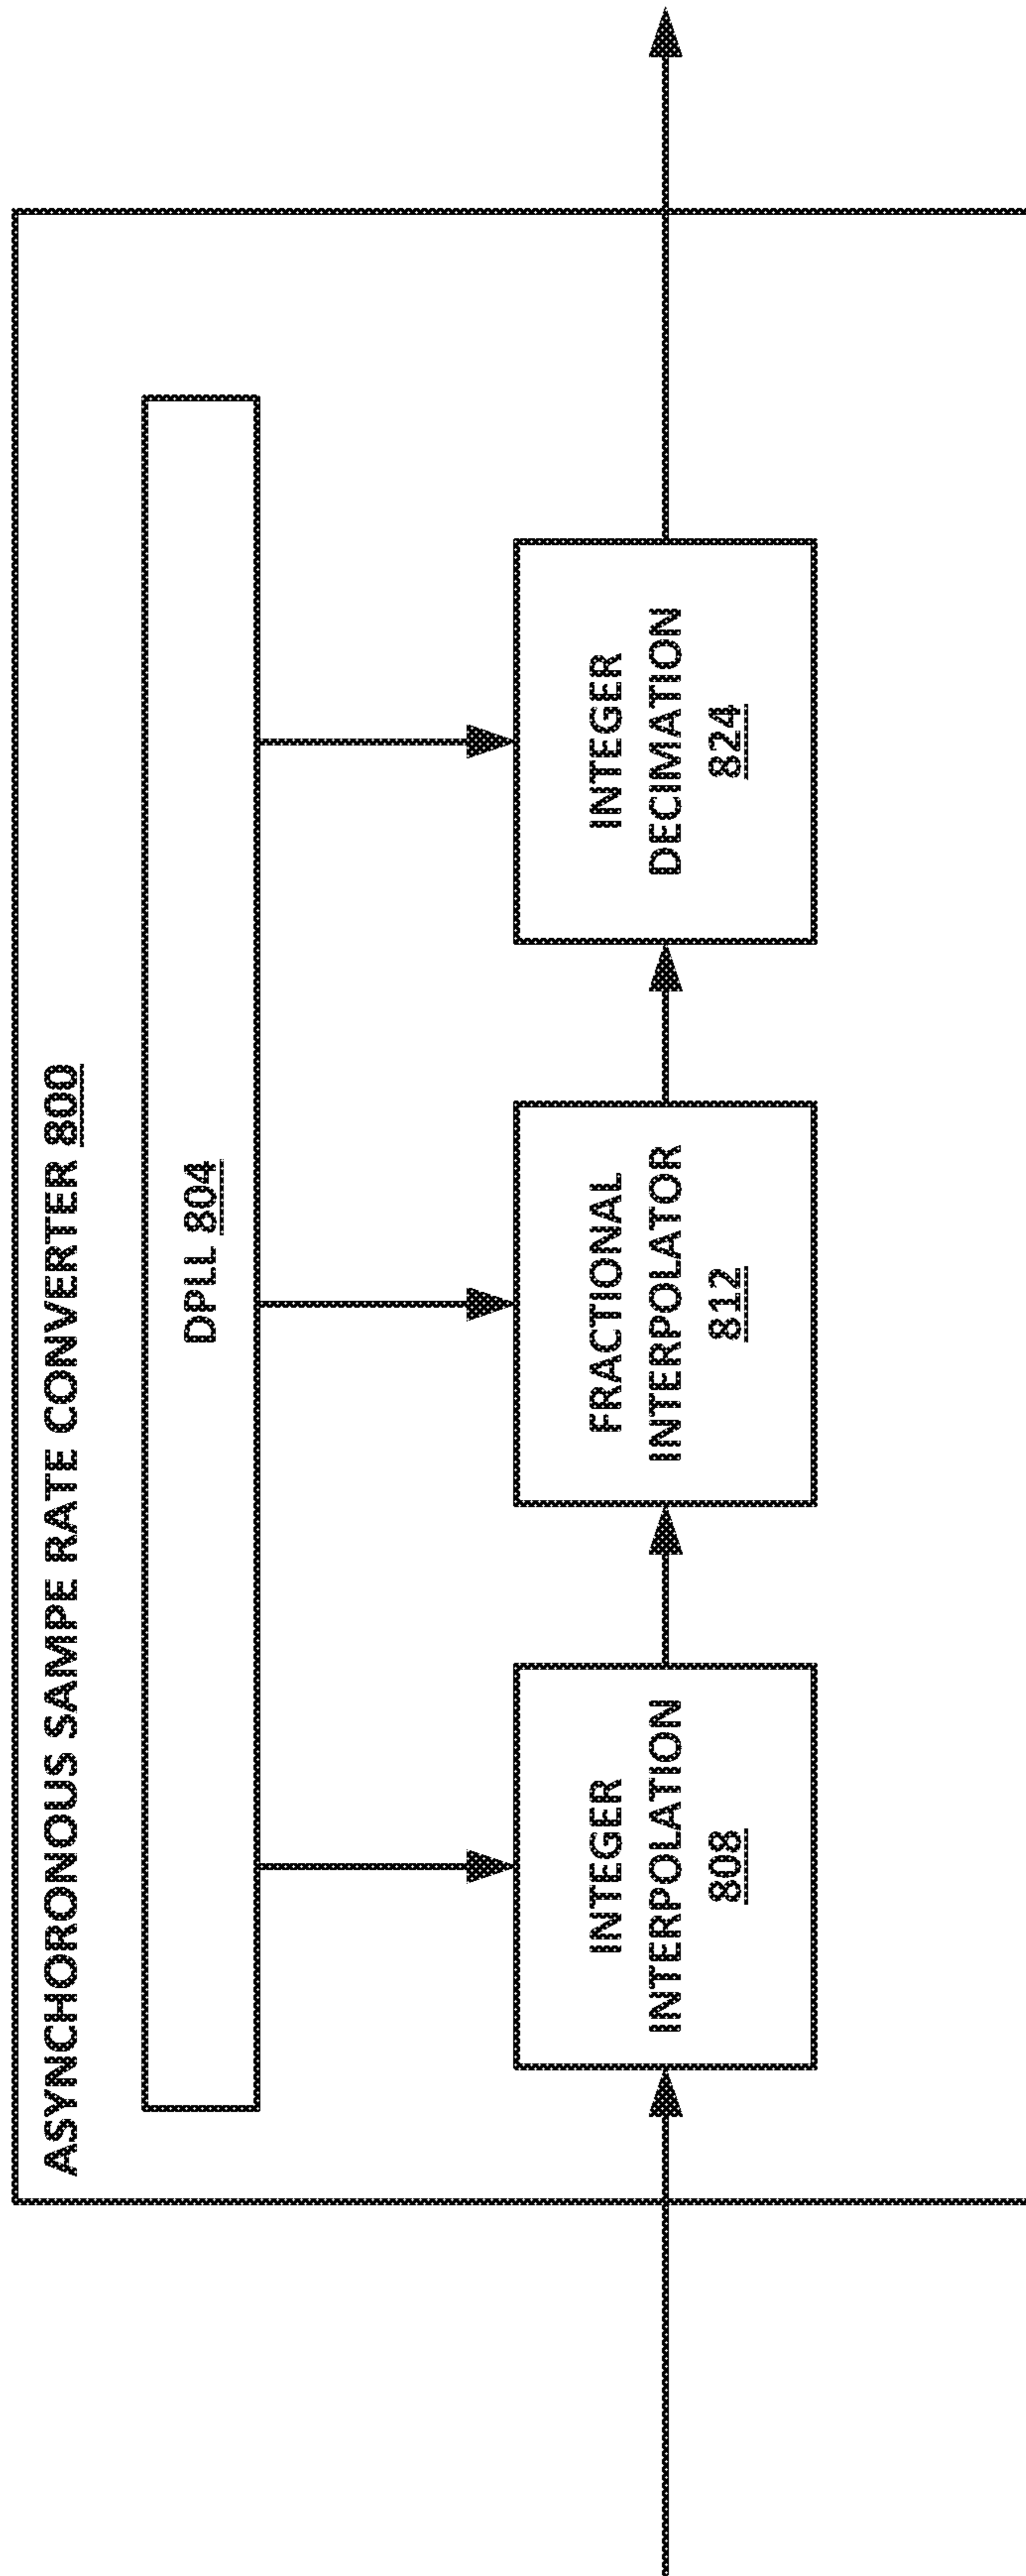 ASYNCHORONOUS SAMPE RATE CONVERTER 800
DPLL 804
INTEGER
INTERPOLATION
808
FRACTIONAL
INTERPOLATOR
812
INTEGER
DECIMATION
824